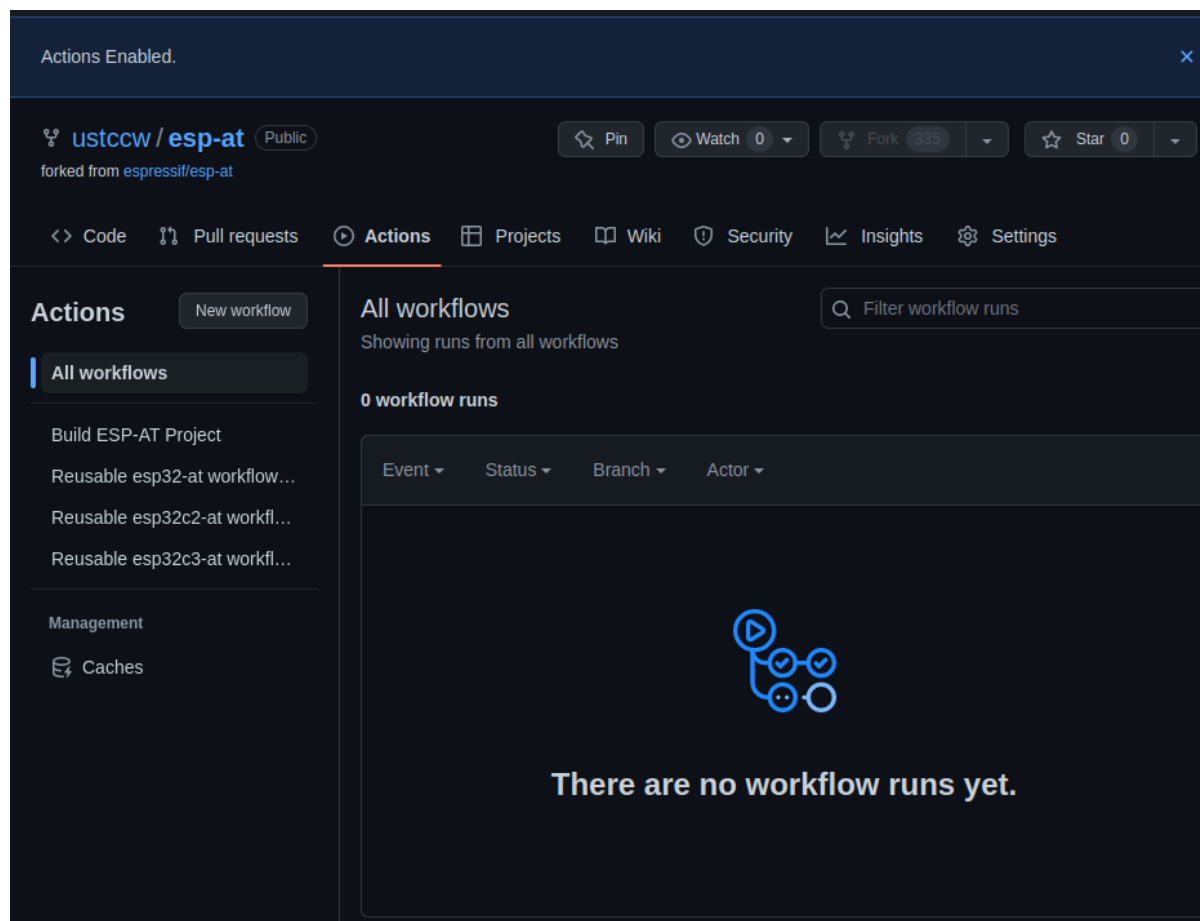 Actions Enabled.
ustccw / esp-at Public
Pin
Watch 0
Fork 335
Star 0
forked from espressif/esp-at
Code
Pull requests
Actions
Projects
Wiki
Security
Insights
Settings
Actions
New workflow
All workflows
Build ESP-AT Project
Reusable esp32-at workflow…
Reusable esp32c2-at workfl…
Reusable esp32c3-at workfl…
Management
Caches
All workflows
Showing runs from all workflows
Filter workflow runs
0 workflow runs
Event
Status
Branch
Actor
There are no workflow runs yet.